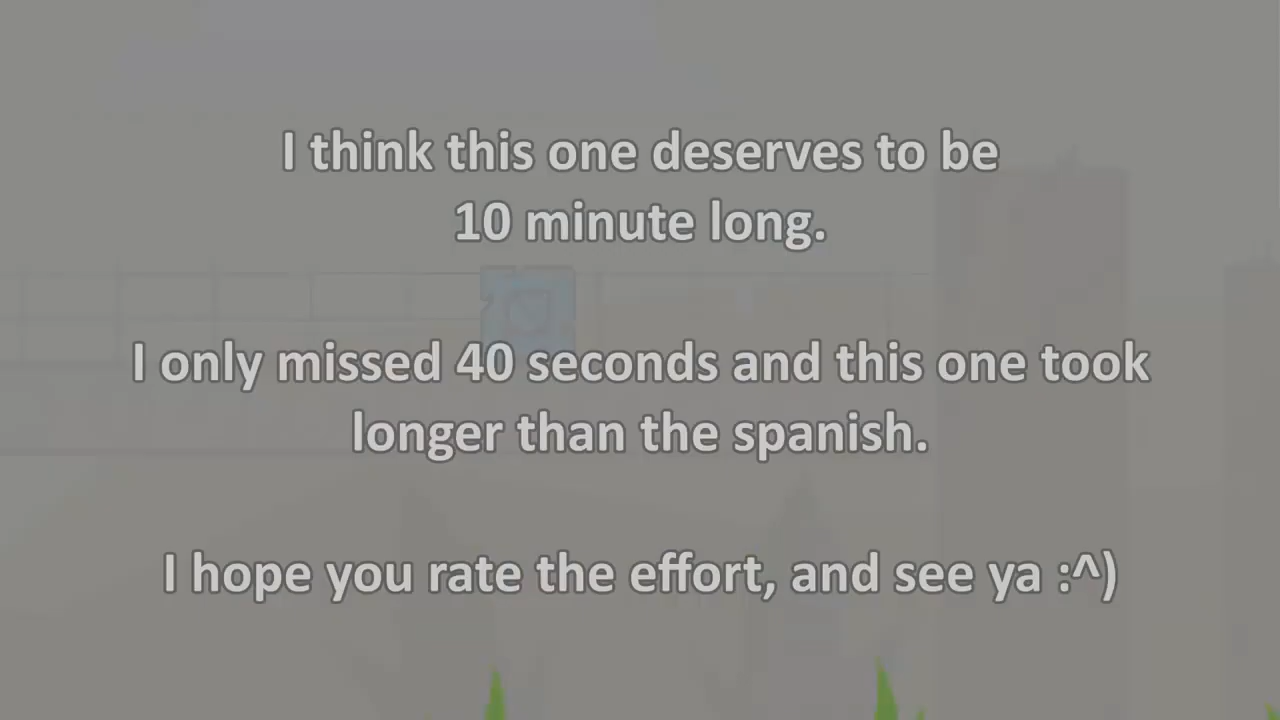 I think this one deserves to be
10 minute long.
I only missed 40 seconds and this one took
longer than the spanish.
I hope you rate the effort, and see ya :^)